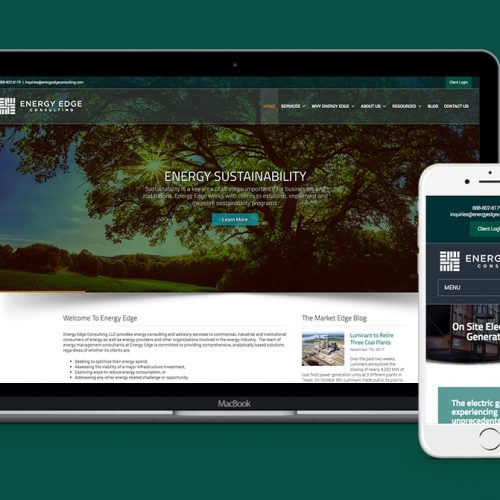 888-802-8175 | inquiries@energyedgeconsulting.com
Client Login
ENERGY EDGE
CONSULTING
HOME SERVICES WHY ENERGY EDGE ABOUT US RESOURCES BLOG CONTACT US
ENERGY SUSTAINABILITY
Sustainability is a key area of strategic importance for businesses and
institutions. Energy Edge works with clients to establish, implement and
measure sustainability programs.
Learn More
Welcome To Energy Edge
Energy Edge Consulting, LLC provides energy consulting and advisory services to commercial, industrial and institutional
consumers of energy as well as energy providers and other organizations involved in the energy industry. The team of
energy management consultants at Energy Edge is committed to providing comprehensive, analytically based solutions
regardless of whether its clients are;
Seeking to optimize their energy spend,
Assessing the viability of a major infrastructure investment,
Exploring ways to reduce energy consumption, or
Addressing any other energy related challenge or opportunity
The Market Edge Blog
Luminant to Retire
Three Coal Plants
November 7th, 2017
Over the past two weeks,
Luminant announced the
closing of nearly 4,200 MW of
coal fired power generation units at 3 different plants in
Texas. On October 6th, Luminant made public its plan to
MacBook
888-802-8175
inquiries@energyedge
Client Logi
ENERGY
CONSU
MENU
On Site Elec
Generat
The electric g
experiencing
unprecedente